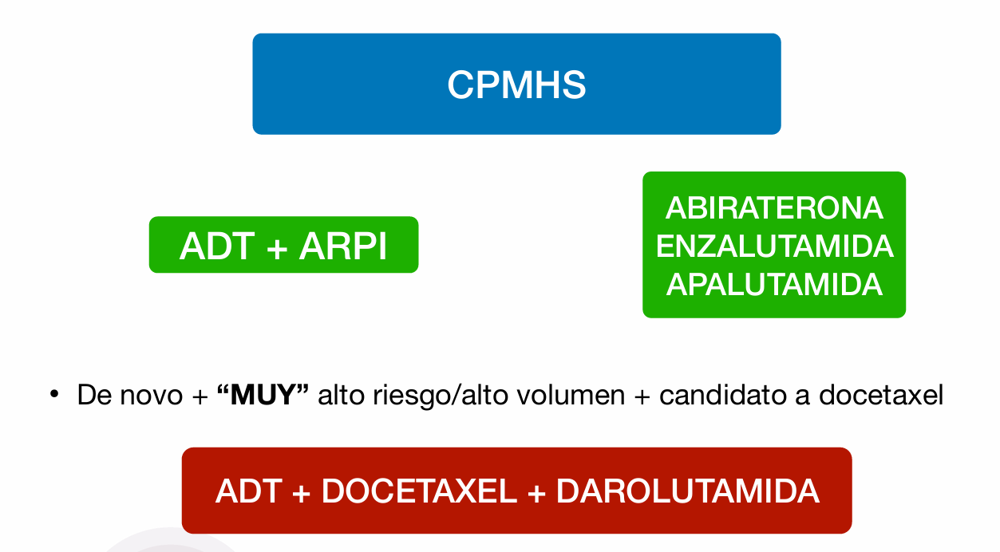 CPMHS
ADT + ARPI
ABIRATERONA
ENZALUTAMIDA
APALUTAMIDA
• De novo + “MUY” alto riesgo/alto volumen + candidato a docetaxel
ADT + DOCETAXEL + DAROLUTAMIDA